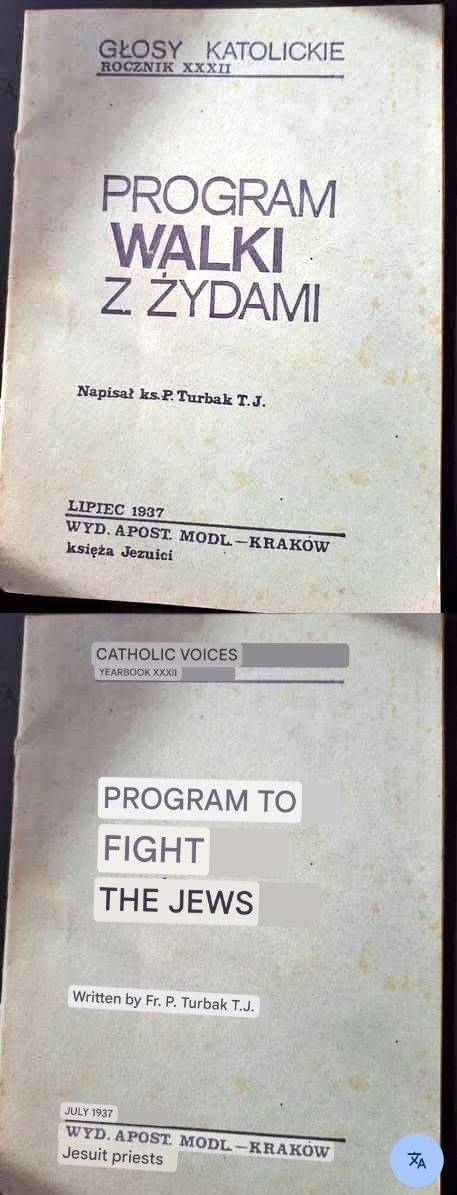 GŁOSY KATOLICKIE
ROCZNIK XXXII
PROGRAM
WALKI
Z ŻYDAMI
Napisał ks. P. Turbak T. J.
LIPIEC 1937
WYD. APOST. MODL.—KRAKÓW
księża Jezuici
CATHOLIC VOICES
YEARBOOK XXXII
PROGRAM TO
FIGHT
THE JEWS
Written by Fr. P. Turbak T.J.
JULY 1937
WYD. APOST. MODL.—KRAKÓW
Jesuit priests